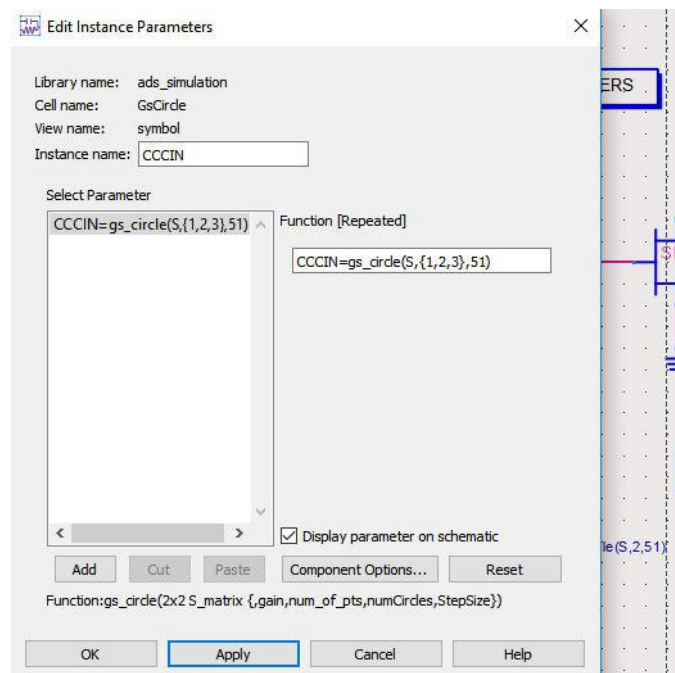 Edit Instance Parameters
Library name: ads_simulation
Cell name: GsCircle
View name: symbol
Instance name: CCCIN
Select Parameter
CCCIN=gs_circle(S,{1,2,3},51)
Function [Repeated]
CCCIN=gs_circle(S,{1,2,3},51)
Display parameter on schematic
Add
Cut
Paste
Component Options...
Reset
Function:gs_circle(2x2 S_matrix {,gain,num_of_pts,numCircles,StepSize})
OK
Apply
Cancel
Help
ERS
le(S,2,51)